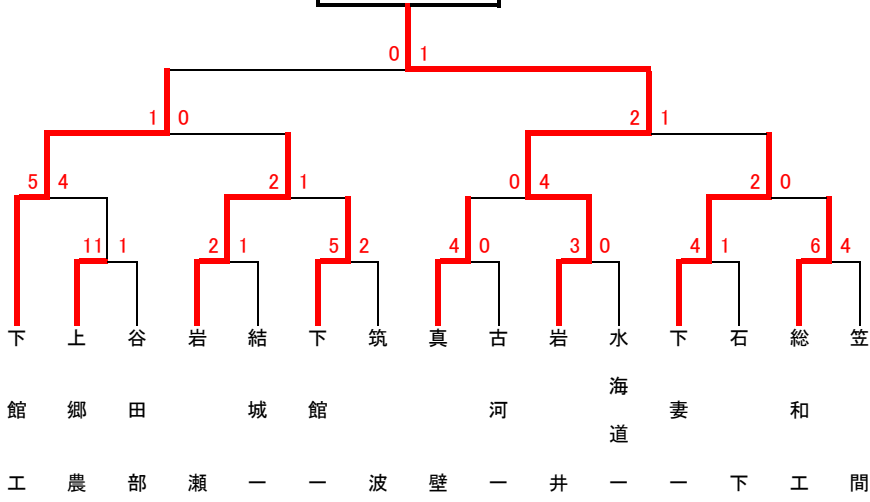 0 1
1 0
2 1
5 4
2 1
0 4
2 0
11 1
2 1
5 2
4 0
3 0
4 1
6 4
下館工
上郷農
谷田部
岩瀬
結城一
下館一
筑波
真壁
古河一
岩井
水海道一
下妻一
石下
総和工
笠間